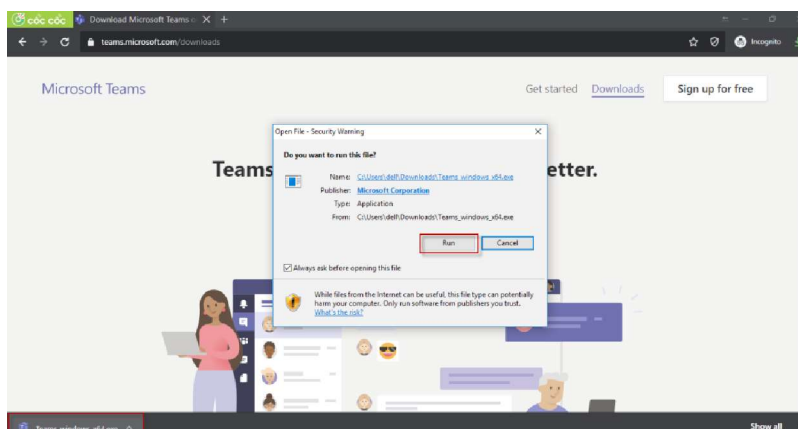 cốc cốc
Download Microsoft Teams
teams.microsoft.com/downloads
Incognito
Microsoft Teams
Get started
Downloads
Sign up for free
Teams
etter.
Open File - Security Warning
Do you want to run this file?
Name: C:\Users\dell\Downloads\Teams_windows_x64.exe
Publisher: Microsoft Corporation
Type: Application
From: C:\Users\dell\Downloads\Teams_windows_x64.exe
Run
Cancel
Always ask before opening this file
While files from the Internet can be useful, this file type can potentially
harm your computer. Only run software from publishers you trust.
What's the risk?
Teams_windows_x64.exe
Show all